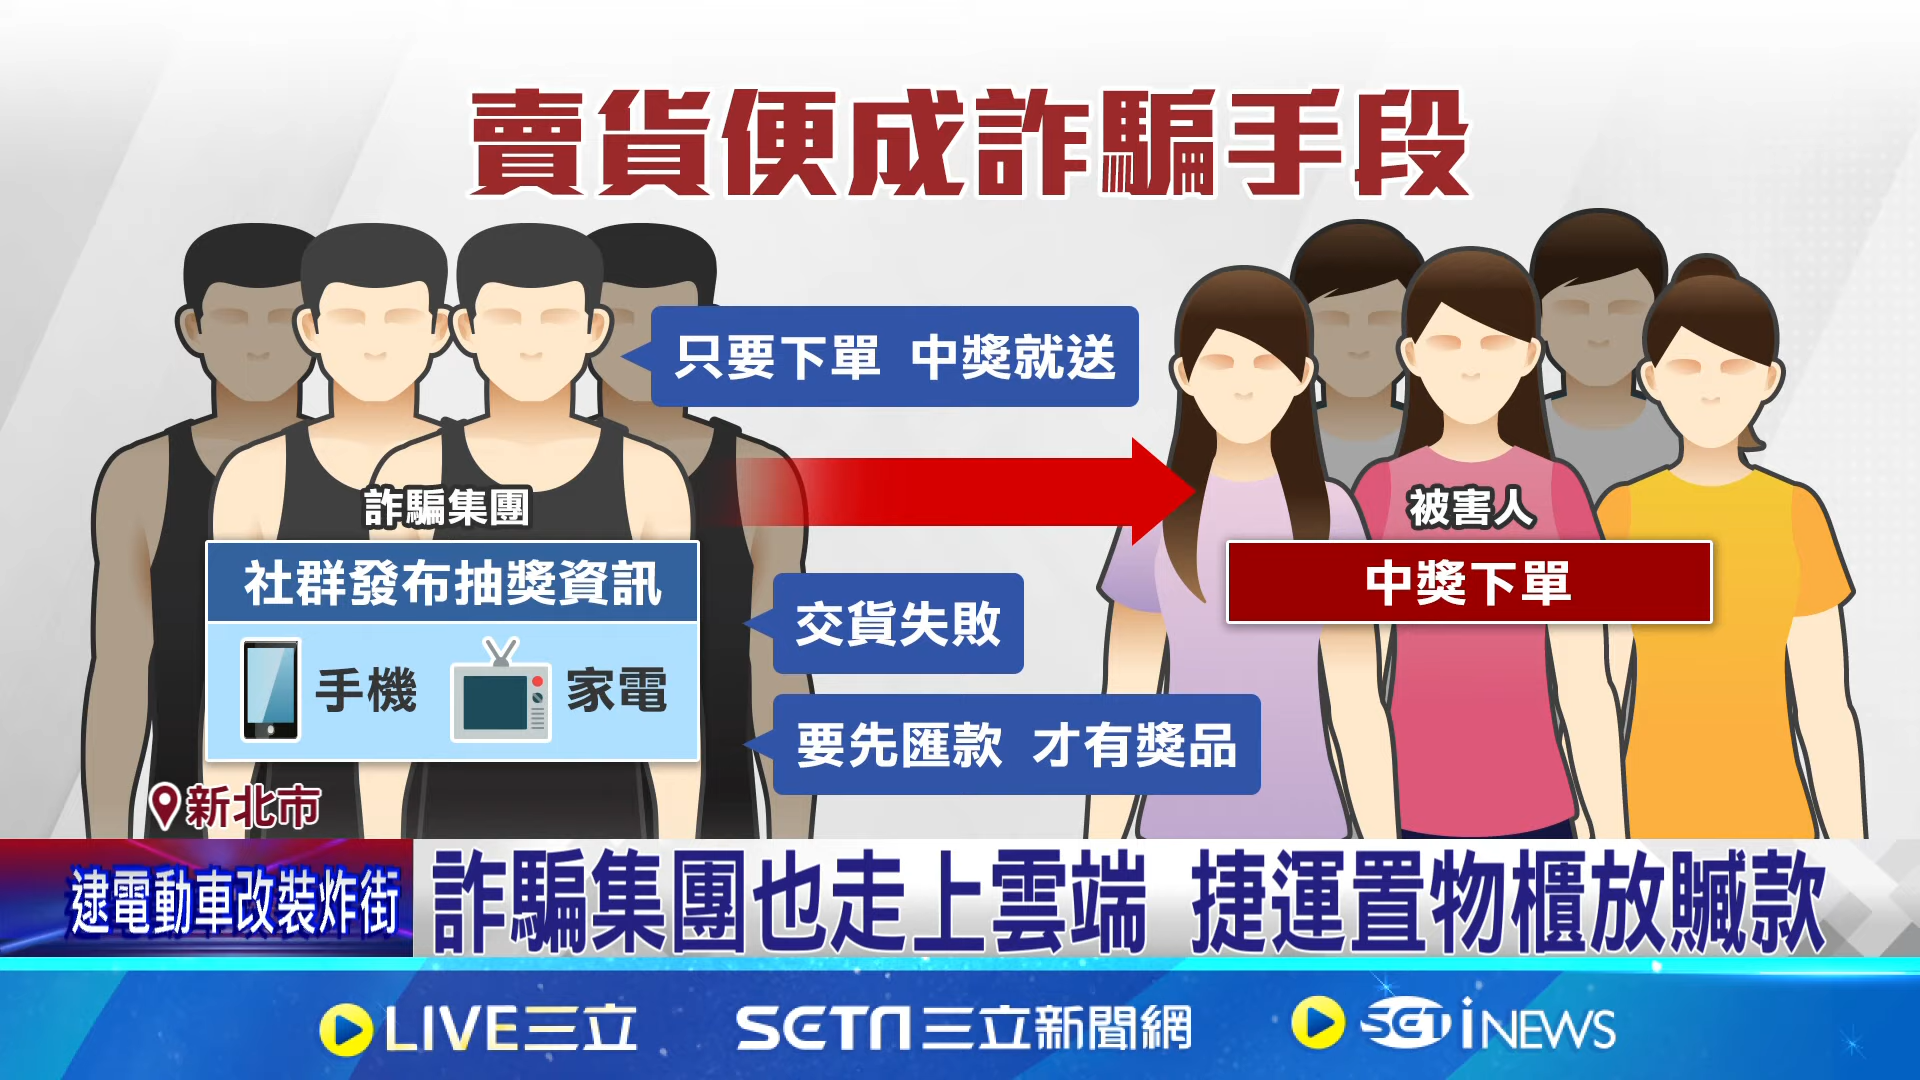 賣貨便成詐騙手段
只要下單 中獎就送
詐騙集團
社群發布抽獎資訊
手機 家電
被害人
中獎下單
交貨失敗
要先匯款 才有獎品
新北市
逮電動車改裝炸街
詐騙集團也走上雲端 捷運置物櫃放贓款
LIVE三立
SETN三立新聞網
SET iNEWS